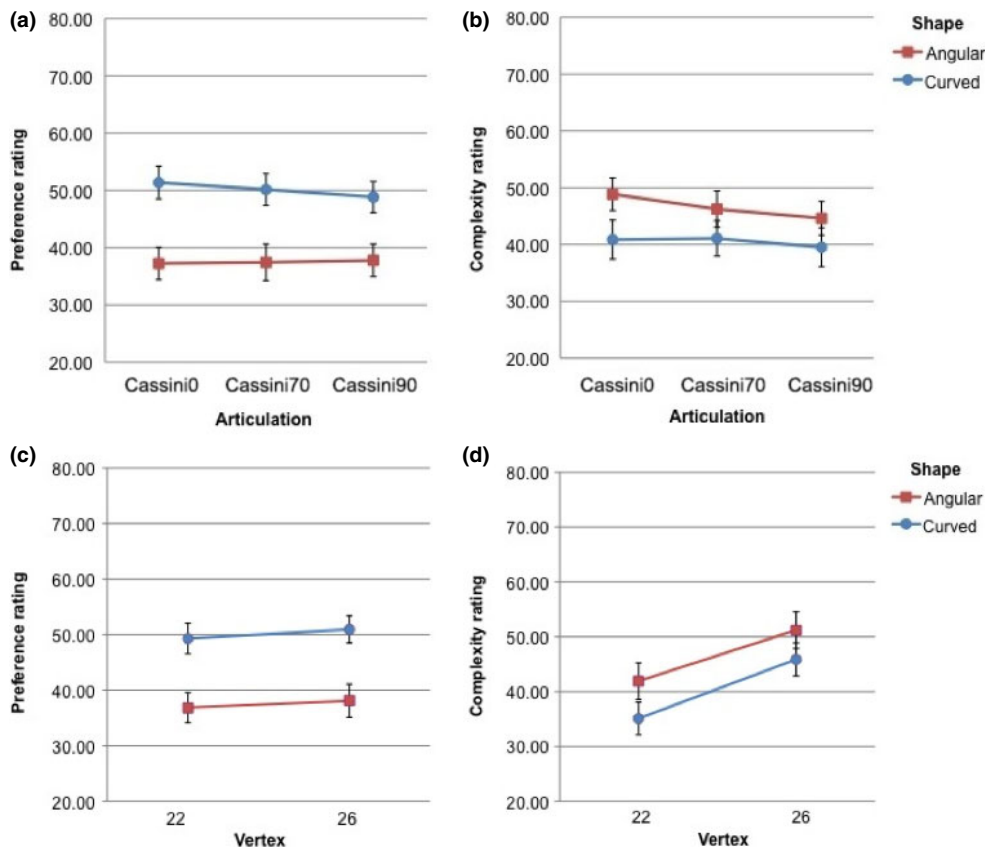 (a)
80.00
70.00
60.00
50.00
40.00
30.00
20.00
Preference rating
Cassini0 Cassini70 Cassini90
Articulation
(b)
80.00
70.00
60.00
50.00
40.00
30.00
20.00
Complexity rating
Cassini0 Cassini70 Cassini90
Articulation
Shape
Angular
Curved
(c)
80.00
70.00
60.00
50.00
40.00
30.00
20.00
Preference rating
22 26
Vertex
(d)
80.00
70.00
60.00
50.00
40.00
30.00
20.00
Complexity rating
22 26
Vertex
Shape
Angular
Curved